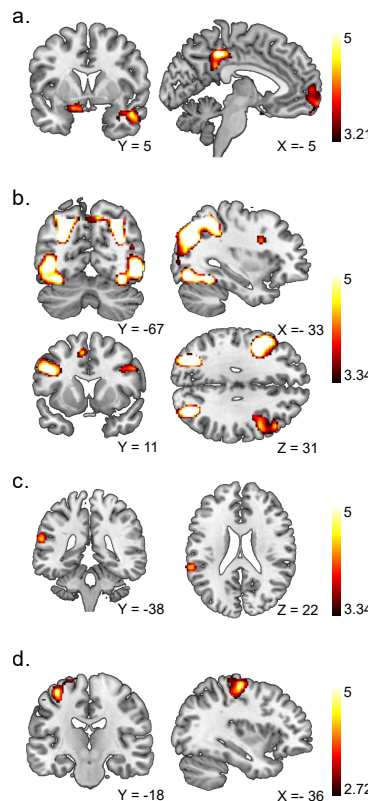 a.
5
3.21
Y = 5
X =- 5
b.
Y = -67
X =- 33
5
3.34
Y = 11
Z = 31
c.
5
3.34
Y = -38
Z = 22
d.
5
2.72
Y = -18
X = -36